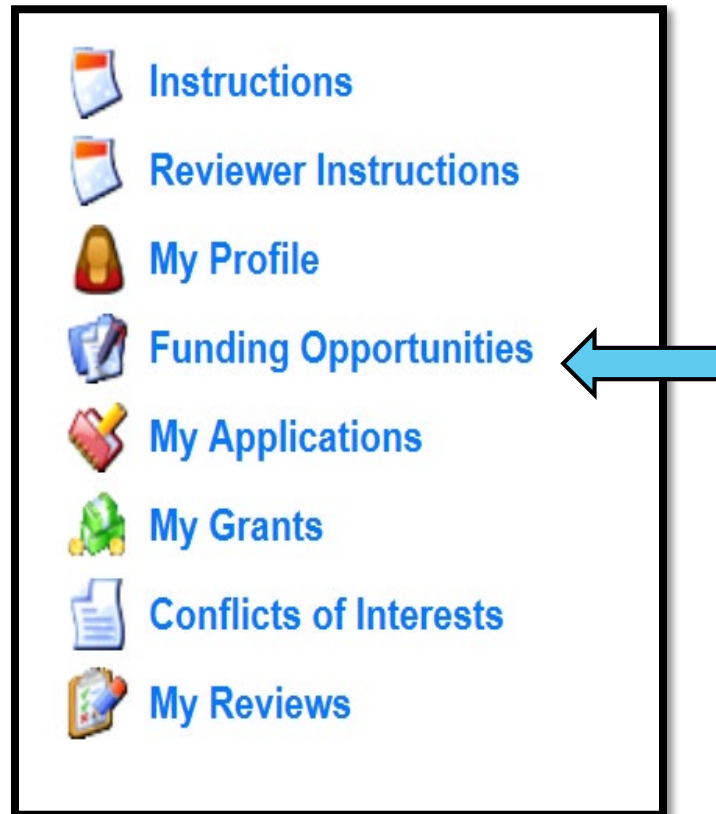 Instructions
Reviewer Instructions
My Profile
Funding Opportunities
My Applications
My Grants
Conflicts of Interests
My Reviews